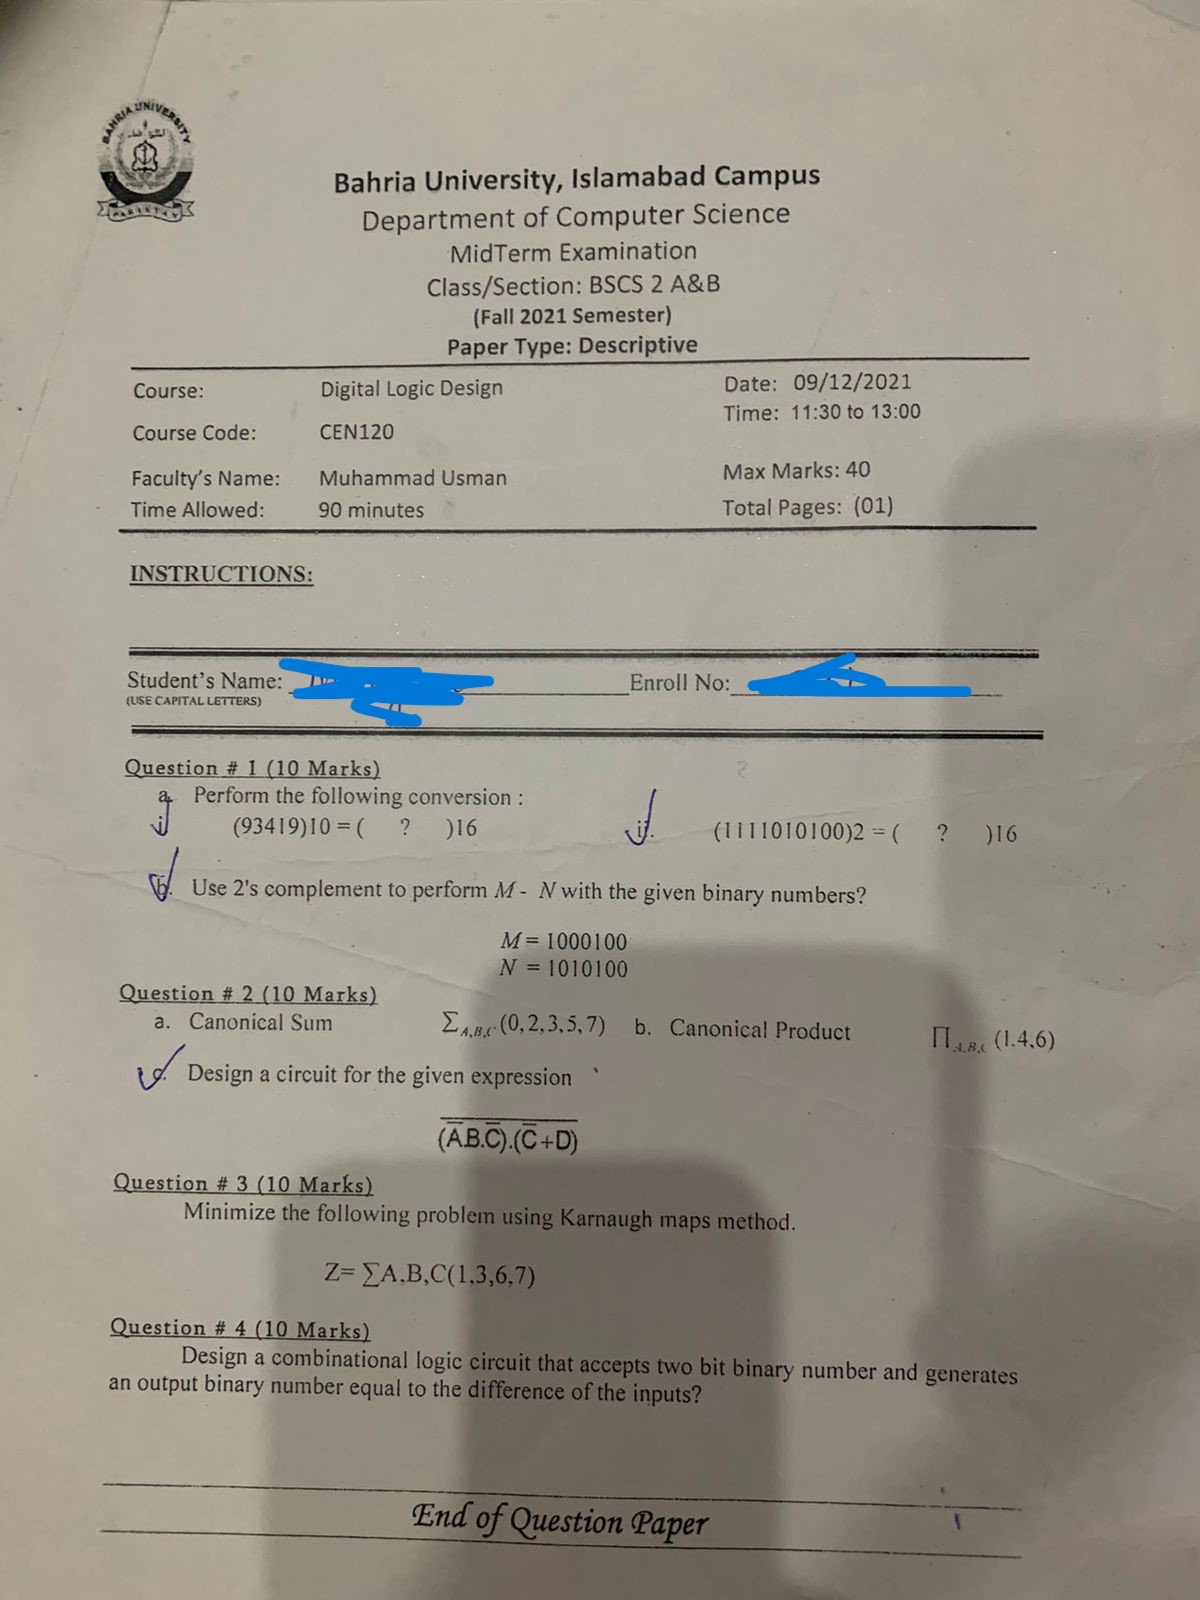 BAHRIA UNIVERSITY
PAKISTAN
Bahria University, Islamabad Campus
Department of Computer Science
MidTerm Examination
Class/Section: BSCS 2 A&B
(Fall 2021 Semester)
Paper Type: Descriptive
Course: Digital Logic Design Date: 09/12/2021
Time: 11:30 to 13:00
Course Code: CEN120
Faculty's Name: Muhammad Usman Max Marks: 40
Time Allowed: 90 minutes Total Pages: (01)
INSTRUCTIONS:
Student's Name: Enroll No:
(USE CAPITAL LETTERS)
Question # 1 (10 Marks)
a. Perform the following conversion :
i. (93419)10 = ( ? )16 ii. (1111010100)2 = ( ? )16
b. Use 2's complement to perform M - N with the given binary numbers?
M = 1000100
N = 1010100
Question # 2 (10 Marks)
a. Canonical Sum ∑A,B,C (0,2,3,5,7) b. Canonical Product ∏A,B,C (1,4,6)
c. Design a circuit for the given expression
(A̅.B.C̅).(C̅+D)
Question # 3 (10 Marks)
Minimize the following problem using Karnaugh maps method.
Z= ∑A,B,C(1,3,6,7)
Question # 4 (10 Marks)
Design a combinational logic circuit that accepts two bit binary number and generates
an output binary number equal to the difference of the inputs?
End of Question Paper